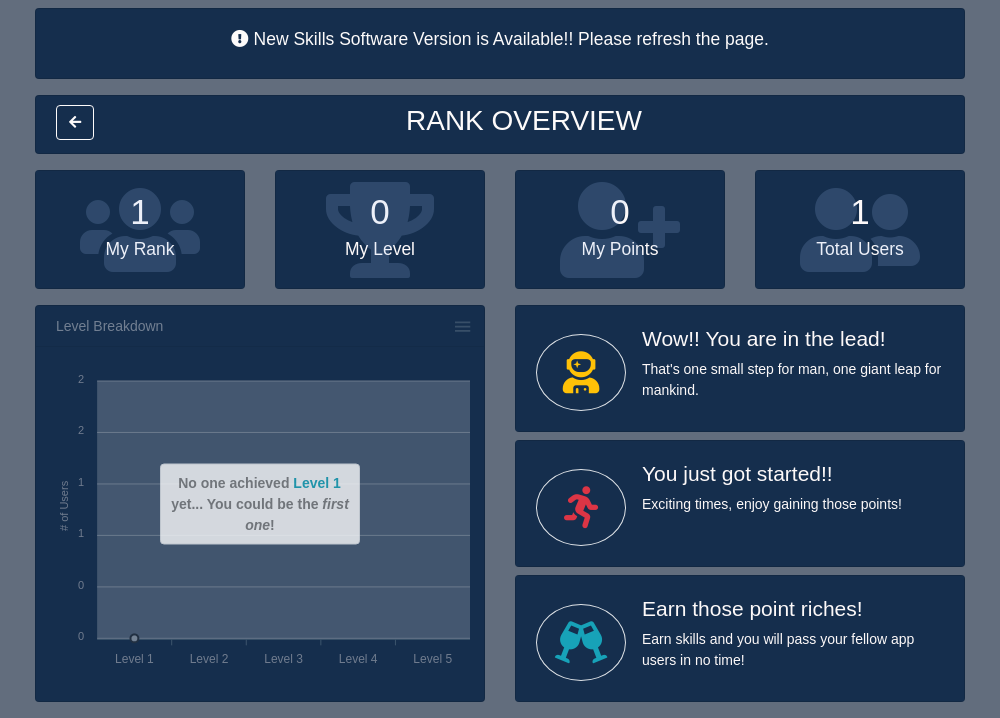 New Skills Software Version is Available!! Please refresh the page.
RANK OVERVIEW
1
My Rank
0
My Level
0
My Points
1
Total Users
Level Breakdown
2
2
1
1
0
0
# of Users
No one achieved Level 1
yet... You could be the first
one!
Level 1
Level 2
Level 3
Level 4
Level 5
Wow!! You are in the lead!
That's one small step for man, one giant leap for
mankind.
You just got started!!
Exciting times, enjoy gaining those points!
Earn those point riches!
Earn skills and you will pass your fellow app
users in no time!